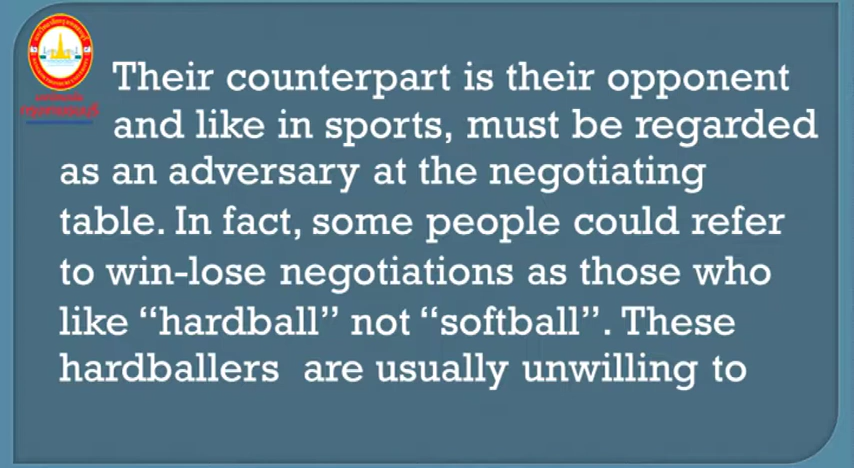 Their counterpart is their opponent
and like in sports, must be regarded
as an adversary at the negotiating
table. In fact, some people could refer
to win-lose negotiations as those who
like “hardball” not “softball”. These
hardballers are usually unwilling to